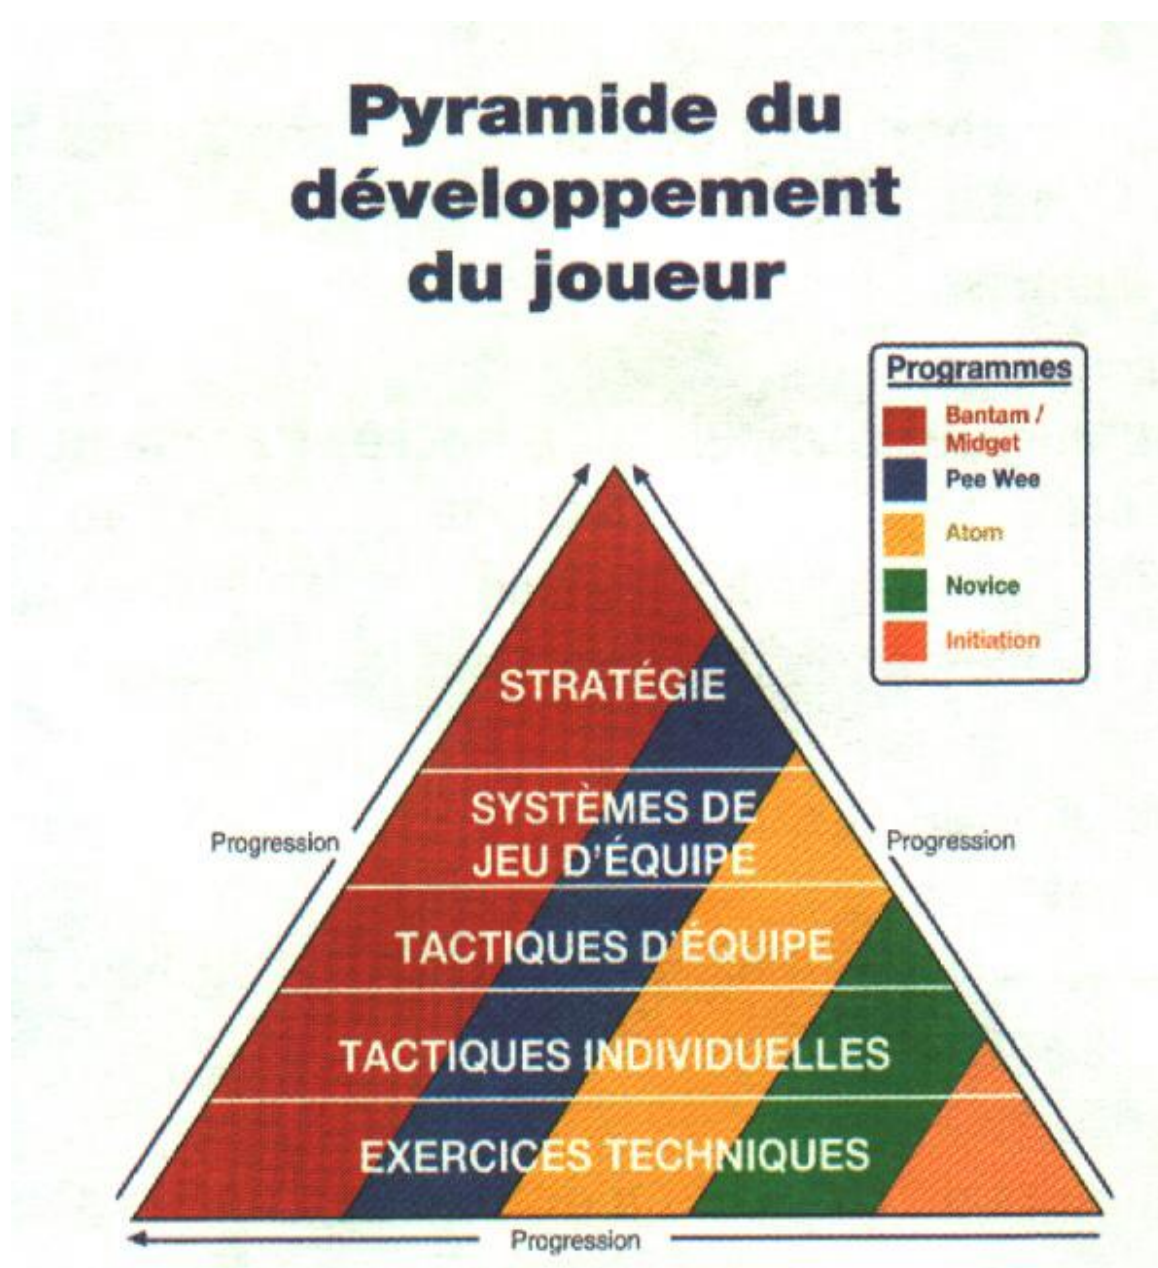 Pyramide du
développement
du joueur
Programmes
Bantam /
Midget
Pee Wee
Atom
Novice
Initiation
STRATÉGIE
SYSTÈMES DE
JEU D'ÉQUIPE
Progression
Progression
TACTIQUES D'ÉQUIPE
TACTIQUES INDIVIDUELLES
EXERCICES TECHNIQUES
Progression